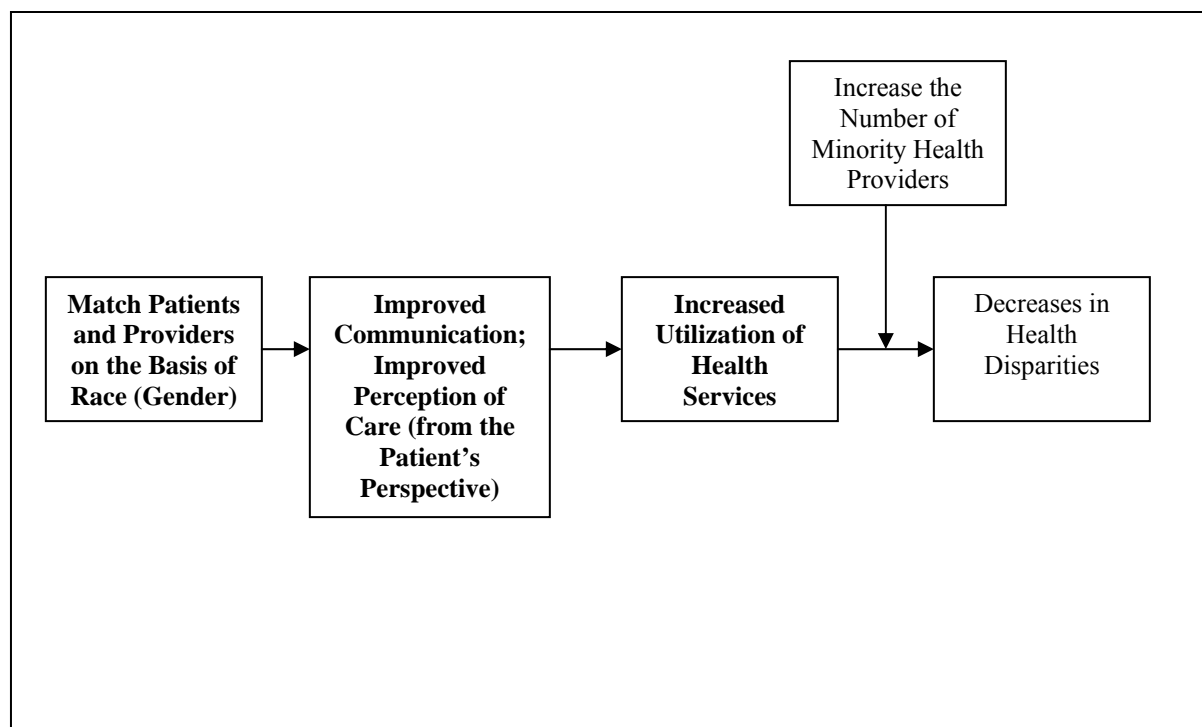 Increase the
Number of
Minority Health
Providers
Match Patients
and Providers
on the Basis of
Race (Gender)
Improved
Communication;
Improved
Perception of
Care (from the
Patient’s
Perspective)
Increased
Utilization of
Health
Services
Decreases in
Health
Disparities